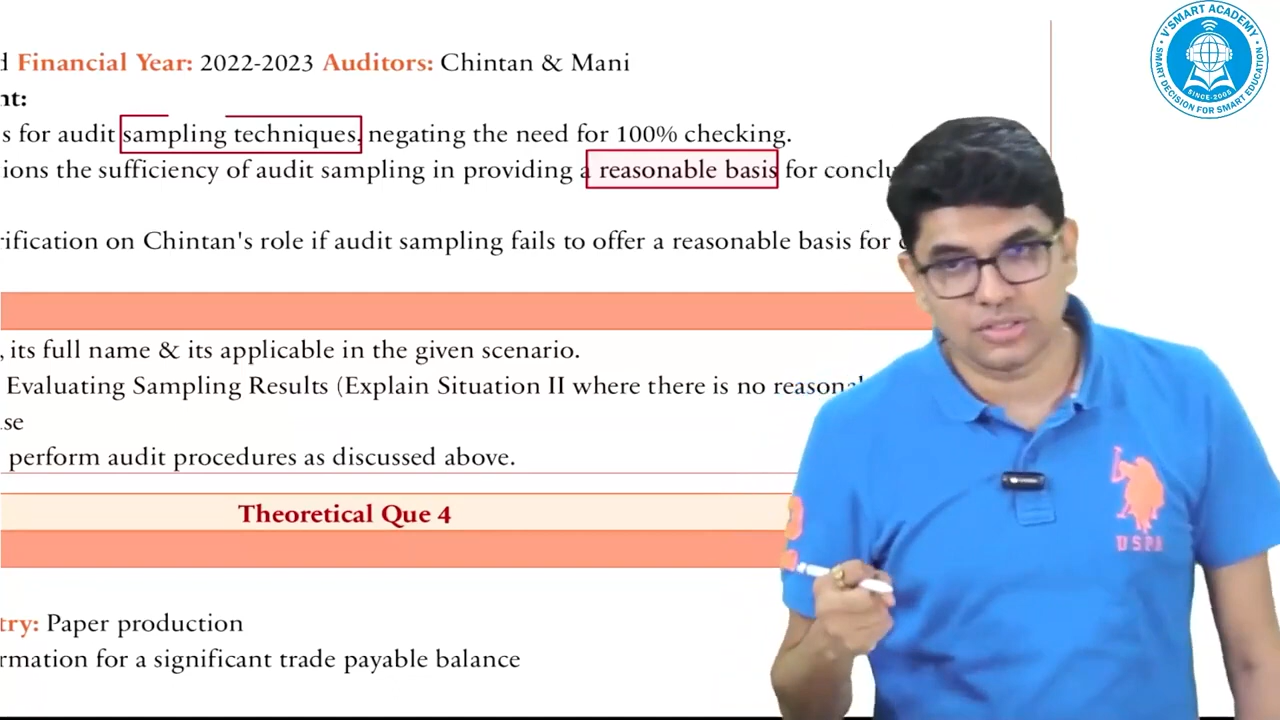 Financial Year: 2022-2023 Auditors: Chintan & Mani
nt:
s for audit sampling techniques, negating the need for 100% checking.
ions the sufficiency of audit sampling in providing a reasonable basis for conclu
rification on Chintan's role if audit sampling fails to offer a reasonable basis for
, its full name & its applicable in the given scenario.
Evaluating Sampling Results (Explain Situation II where there is no reasonal
se
perform audit procedures as discussed above.
Theoretical Que 4
try: Paper production
rmation for a significant trade payable balance
V'SMART ACADEMY
SMART DECISION FOR SMART EDUCATION
SINCE-2005
USPA